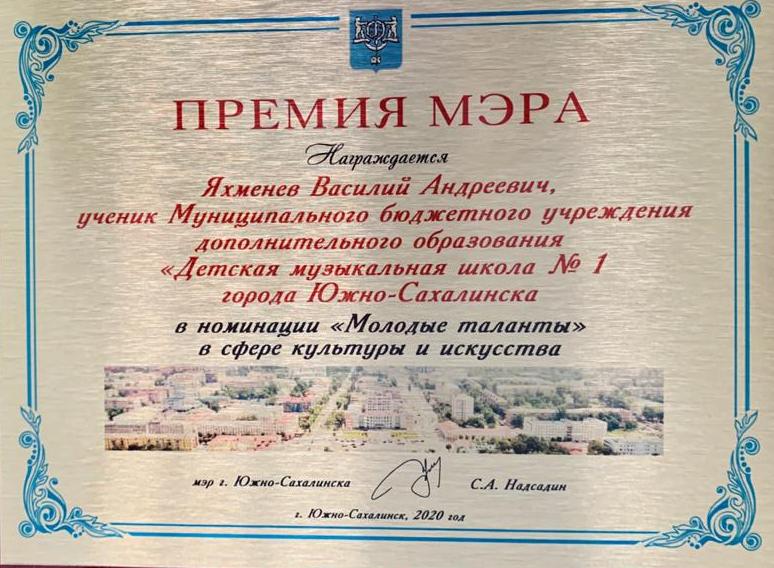 ПРЕМИЯ МЭРА
Награждается
Яхменев Василий Андреевич,
ученик Муниципального бюджетного учреждения
дополнительного образования
«Детская музыкальная школа № 1
города Южно-Сахалинска
в номинации «Молодые таланты»
в сфере культуры и искусства
мэр г. Южно-Сахалинска
С.А. Надсадин
г. Южно-Сахалинск, 2020 год